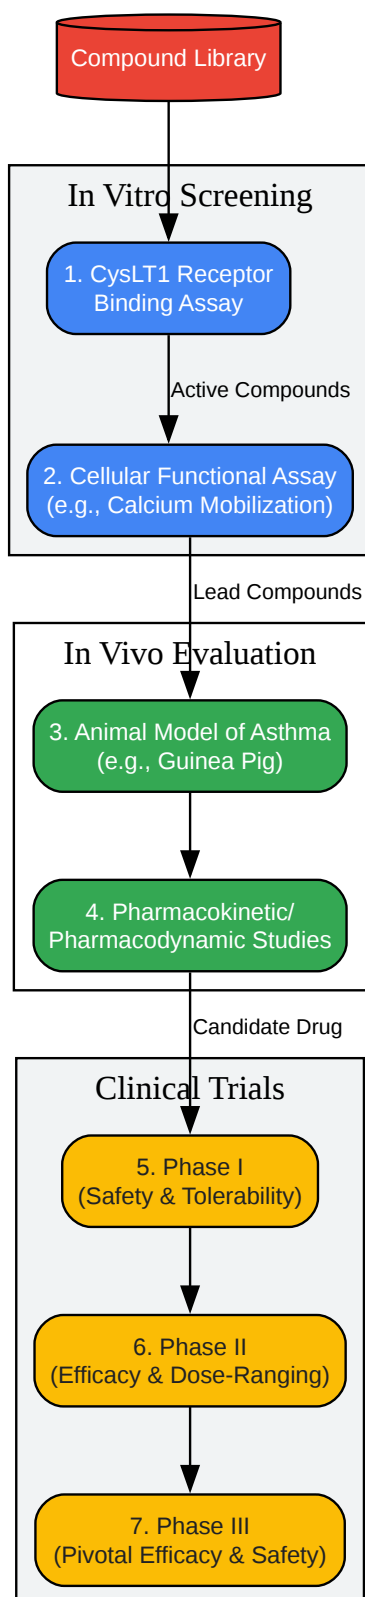 Compound Library
In Vitro Screening
1. CysLT1 Receptor
Binding Assay
Active Compounds
2. Cellular Functional Assay
(e.g., Calcium Mobilization)
Lead Compounds
In Vivo Evaluation
3. Animal Model of Asthma
(e.g., Guinea Pig)
4. Pharmacokinetic/
Pharmacodynamic Studies
Candidate Drug
Clinical Trials
5. Phase I
(Safety & Tolerability)
6. Phase II
(Efficacy & Dose-Ranging)
7. Phase III
(Pivotal Efficacy & Safety)